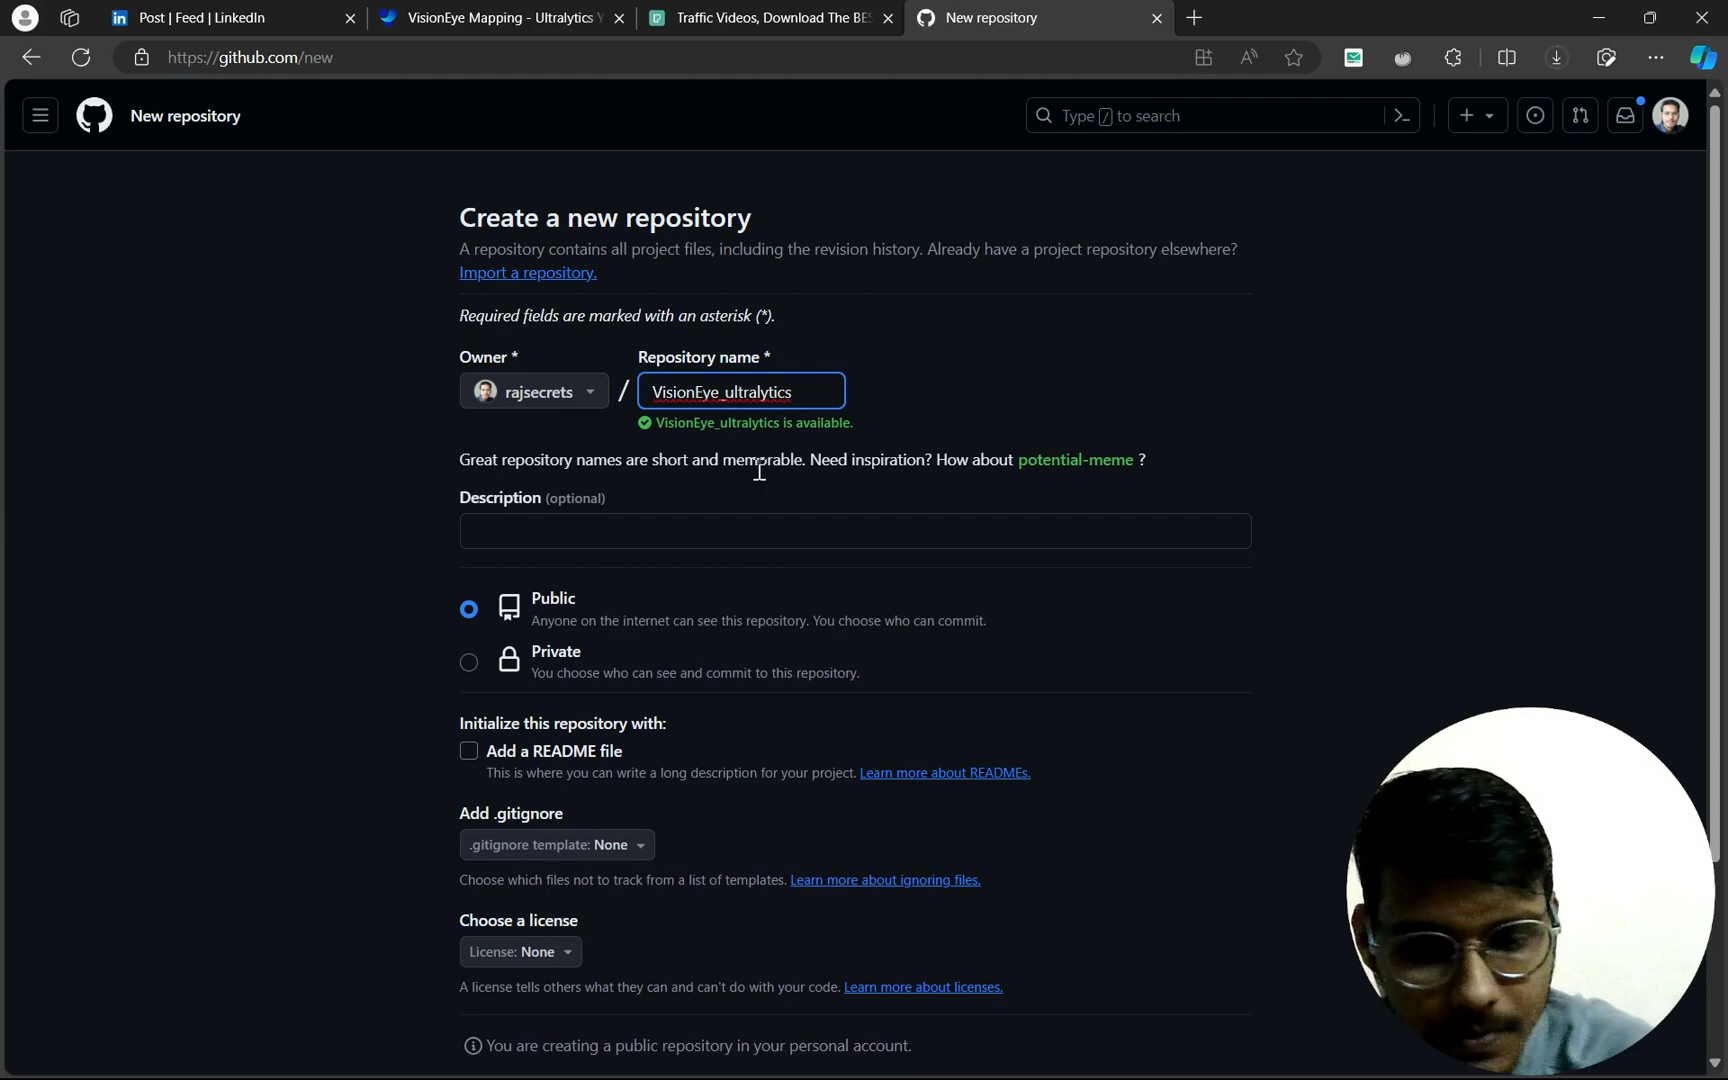 Post | Feed | LinkedIn
VisionEye Mapping - Ultralytics Y
Traffic Videos, Download The BES
New repository
https://github.com/new
New repository
Type / to search
Create a new repository
A repository contains all project files, including the revision history. Already have a project repository elsewhere?
Import a repository.
Required fields are marked with an asterisk (*).
Owner * Repository name *
rajsecrets / VisionEye_ultralytics
VisionEye_ultralytics is available.
Great repository names are short and memorable. Need inspiration? How about potential-meme ?
Description (optional)
Public
Anyone on the internet can see this repository. You choose who can commit.
Private
You choose who can see and commit to this repository.
Initialize this repository with:
Add a README file
This is where you can write a long description for your project. Learn more about READMEs.
Add .gitignore
.gitignore template: None
Choose which files not to track from a list of templates. Learn more about ignoring files.
Choose a license
License: None
A license tells others what they can and can't do with your code. Learn more about licenses.
You are creating a public repository in your personal account.